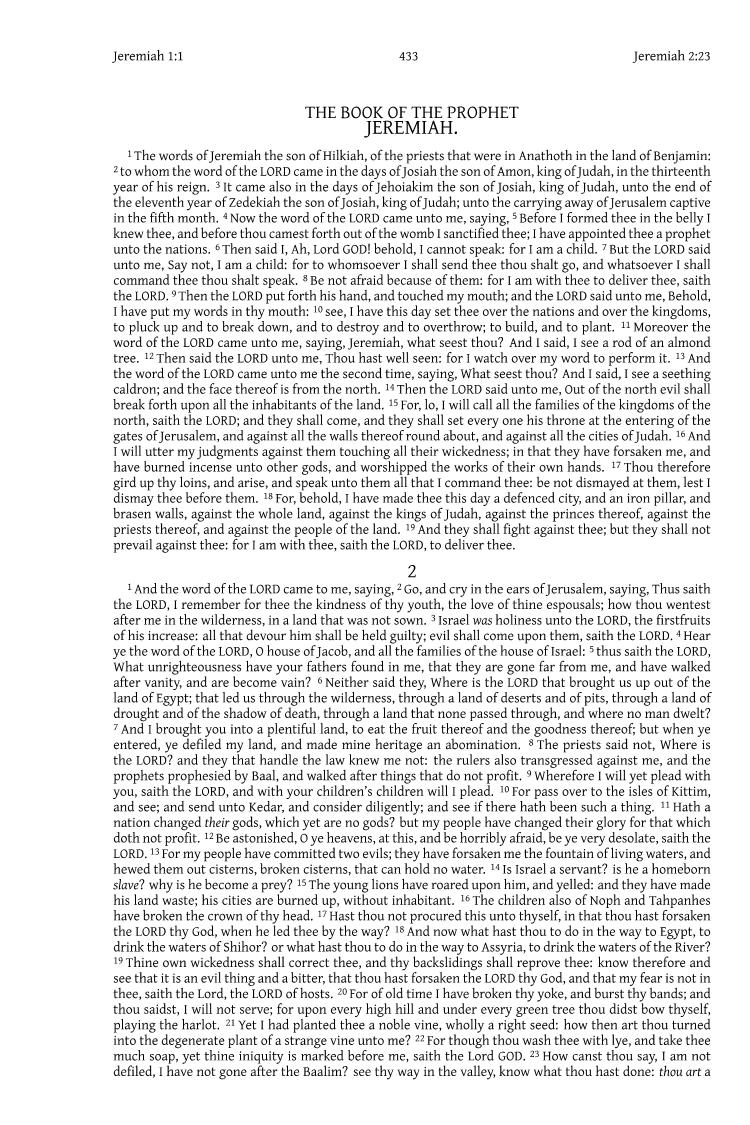 Jeremiah 1:1 433 Jeremiah 2:23
THE BOOK OF THE PROPHET
JEREMIAH.
1 The words of Jeremiah the son of Hilkiah, of the priests that were in Anathoth in the land of Benjamin:
2 to whom the word of the LORD came in the days of Josiah the son of Amon, king of Judah, in the thirteenth
year of his reign. 3 It came also in the days of Jehoiakim the son of Josiah, king of Judah, unto the end of
the eleventh year of Zedekiah the son of Josiah, king of Judah; unto the carrying away of Jerusalem captive
in the fifth month. 4 Now the word of the LORD came unto me, saying, 5 Before I formed thee in the belly I
knew thee, and before thou camest forth out of the womb I sanctified thee; I have appointed thee a prophet
unto the nations. 6 Then said I, Ah, Lord GOD! behold, I cannot speak: for I am a child. 7 But the LORD said
unto me, Say not, I am a child: for to whomsoever I shall send thee thou shalt go, and whatsoever I shall
command thee thou shalt speak. 8 Be not afraid because of them: for I am with thee to deliver thee, saith
the LORD. 9 Then the LORD put forth his hand, and touched my mouth; and the LORD said unto me, Behold,
I have put my words in thy mouth: 10 see, I have this day set thee over the nations and over the kingdoms,
to pluck up and to break down, and to destroy and to overthrow; to build, and to plant. 11 Moreover the
word of the LORD came unto me, saying, Jeremiah, what seest thou? And I said, I see a rod of an almond
tree. 12 Then said the LORD unto me, Thou hast well seen: for I watch over my word to perform it. 13 And
the word of the LORD came unto me the second time, saying, What seest thou? And I said, I see a seething
caldron; and the face thereof is from the north. 14 Then the LORD said unto me, Out of the north evil shall
break forth upon all the inhabitants of the land. 15 For, lo, I will call all the families of the kingdoms of the
north, saith the LORD; and they shall come, and they shall set every one his throne at the entering of the
gates of Jerusalem, and against all the walls thereof round about, and against all the cities of Judah. 16 And
I will utter my judgments against them touching all their wickedness; in that they have forsaken me, and
have burned incense unto other gods, and worshipped the works of their own hands. 17 Thou therefore
gird up thy loins, and arise, and speak unto them all that I command thee: be not dismayed at them, lest I
dismay thee before them. 18 For, behold, I have made thee this day a defenced city, and an iron pillar, and
brasen walls, against the whole land, against the kings of Judah, against the princes thereof, against the
priests thereof, and against the people of the land. 19 And they shall fight against thee; but they shall not
prevail against thee: for I am with thee, saith the LORD, to deliver thee.
2
1 And the word of the LORD came to me, saying, 2 Go, and cry in the ears of Jerusalem, saying, Thus saith
the LORD, I remember for thee the kindness of thy youth, the love of thine espousals; how thou wentest
after me in the wilderness, in a land that was not sown. 3 Israel was holiness unto the LORD, the firstfruits
of his increase: all that devour him shall be held guilty; evil shall come upon them, saith the LORD. 4 Hear
ye the word of the LORD, O house of Jacob, and all the families of the house of Israel: 5 thus saith the LORD,
What unrighteousness have your fathers found in me, that they are gone far from me, and have walked
after vanity, and are become vain? 6 Neither said they, Where is the LORD that brought us up out of the
land of Egypt; that led us through the wilderness, through a land of deserts and of pits, through a land of
drought and of the shadow of death, through a land that none passed through, and where no man dwelt?
7 And I brought you into a plentiful land, to eat the fruit thereof and the goodness thereof; but when ye
entered, ye defiled my land, and made mine heritage an abomination. 8 The priests said not, Where is
the LORD? and they that handle the law knew me not: the rulers also transgressed against me, and the
prophets prophesied by Baal, and walked after things that do not profit. 9 Wherefore I will yet plead with
you, saith the LORD, and with your children's children will I plead. 10 For pass over to the isles of Kittim,
and see; and send unto Kedar, and consider diligently; and see if there hath been such a thing. 11 Hath a
nation changed their gods, which yet are no gods? but my people have changed their glory for that which
doth not profit. 12 Be astonished, O ye heavens, at this, and be horribly afraid, be ye very desolate, saith the
LORD. 13 For my people have committed two evils; they have forsaken me the fountain of living waters, and
hewed them out cisterns, broken cisterns, that can hold no water. 14 Is Israel a servant? is he a homeborn
slave? why is he become a prey? 15 The young lions have roared upon him, and yelled: and they have made
his land waste; his cities are burned up, without inhabitant. 16 The children also of Noph and Tahpanhes
have broken the crown of thy head. 17 Hast thou not procured this unto thyself, in that thou hast forsaken
the LORD thy God, when he led thee by the way? 18 And now what hast thou to do in the way to Egypt, to
drink the waters of Shihor? or what hast thou to do in the way to Assyria, to drink the waters of the River?
19 Thine own wickedness shall correct thee, and thy backslidings shall reprove thee: know therefore and
see that it is an evil thing and a bitter, that thou hast forsaken the LORD thy God, and that my fear is not in
thee, saith the Lord, the LORD of hosts. 20 For of old time I have broken thy yoke, and burst thy bands; and
thou saidst, I will not serve; for upon every high hill and under every green tree thou didst bow thyself,
playing the harlot. 21 Yet I had planted thee a noble vine, wholly a right seed: how then art thou turned
into the degenerate plant of a strange vine unto me? 22 For though thou wash thee with lye, and take thee
much soap, yet thine iniquity is marked before me, saith the Lord GOD. 23 How canst thou say, I am not
defiled, I have not gone after the Baalim? see thy way in the valley, know what thou hast done: thou art a